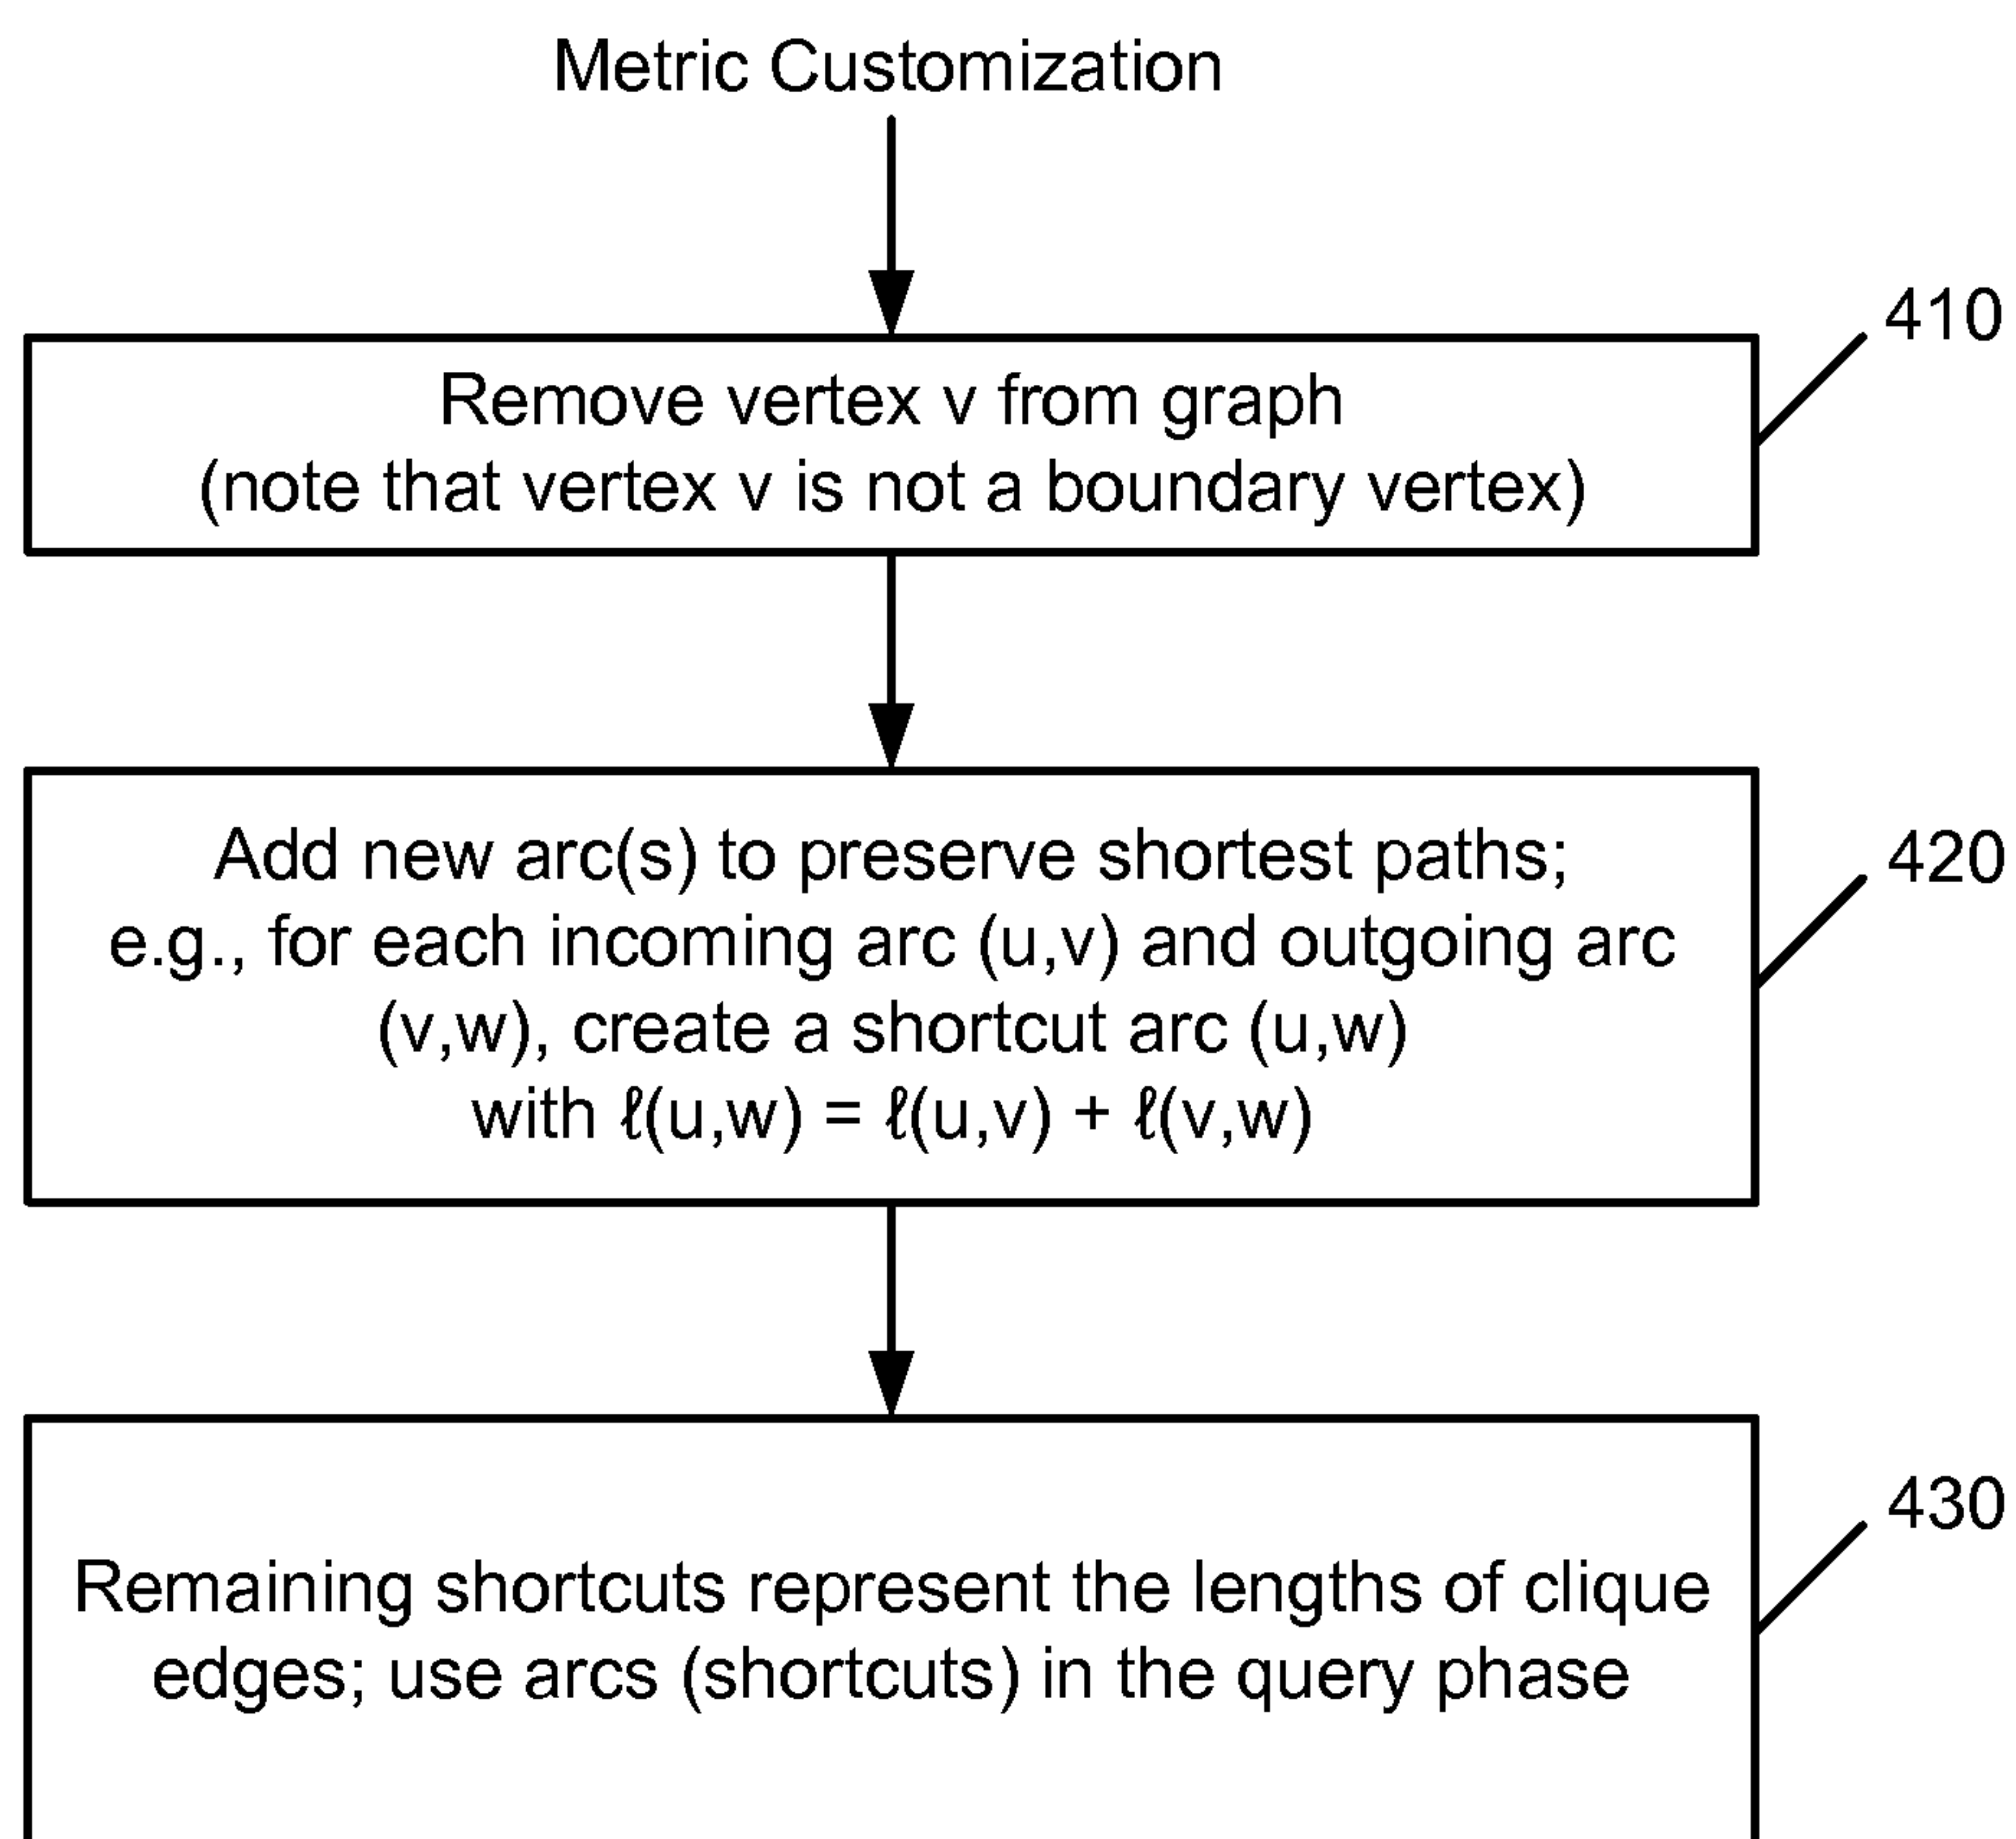 Metric Customization
410
Remove vertex v from graph
(note that vertex v is not a boundary vertex)
420
Add new arc(s) to preserve shortest paths;
e.g., for each incoming arc (u,v) and outgoing arc
(v,w), create a shortcut arc (u,w)
with ℓ(u,w) = ℓ(u,v) + ℓ(v,w)
430
Remaining shortcuts represent the lengths of clique
edges; use arcs (shortcuts) in the query phase